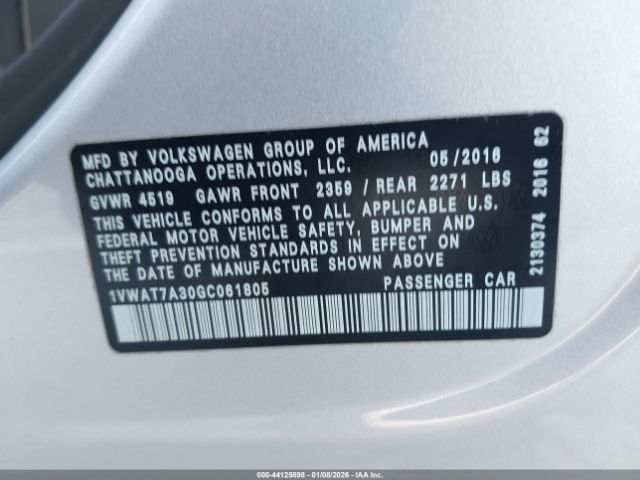 MFD BY VOLKSWAGEN GROUP OF AMERICA
CHATTANOOGA OPERATIONS, LLC. 05/2016
GVWR 4519 GAWR FRONT 2359 / REAR 2271 LBS
THIS VEHICLE CONFORMS TO ALL APPLICABLE U.S.
FEDERAL MOTOR VEHICLE SAFETY, BUMPER AND
THEFT PREVENTION STANDARDS IN EFFECT ON
THE DATE OF MANUFACTURE SHOWN ABOVE
1VWAT7A30GC061805 PASSENGER CAR
2130374 2016 62
000-44125898 - 01/08/2026 - IAAI, Inc.